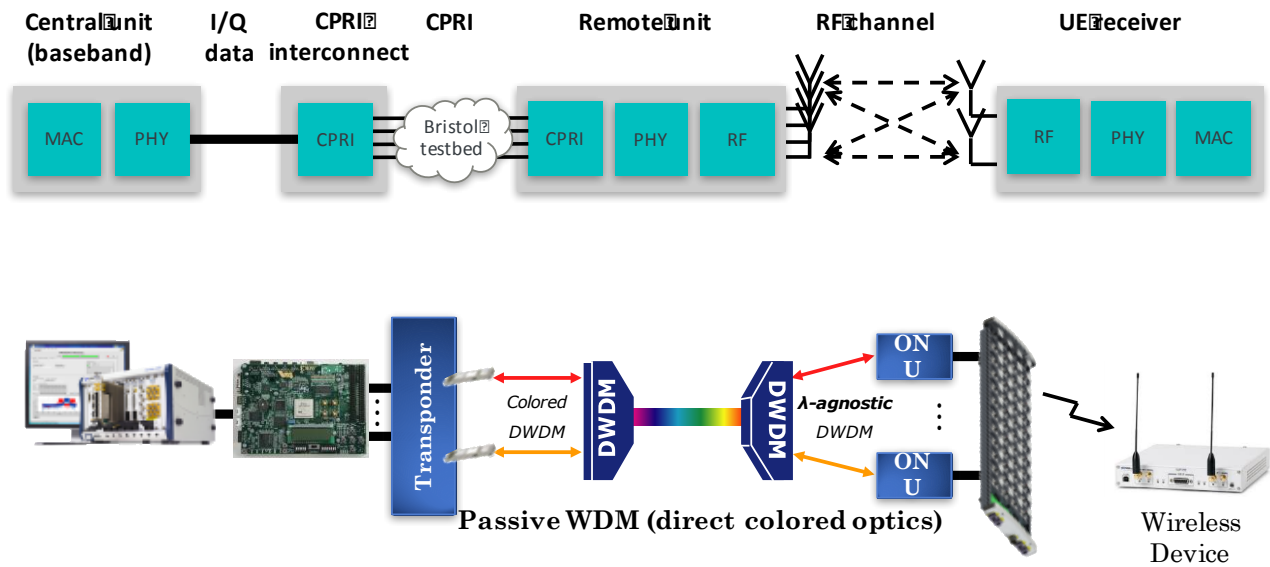 Central unit
(baseband)
I/Q
data
CPRI
interconnect
CPRI
Remote unit
RF channel
UE receiver
MAC
PHY
CPRI
Bristol
testbed
CPRI
PHY
RF
RF
PHY
MAC
Transponder
Colored
DWDM
DWDM
DWDM
λ-agnostic
DWDM
ON
U
ON
U
Passive WDM (direct colored optics)
Wireless
Device